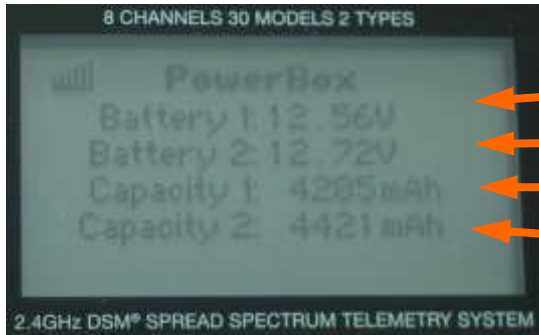 8 CHANNELS 30 MODELS 2 TYPES
PowerBox
Battery 1: 12.56V
Battery 2: 12.72V
Capacity 1: 4285mAh
Capacity 2: 4421mAh
2.4GHz DSM® SPREAD SPECTRUM TELEMETRY SYSTEM